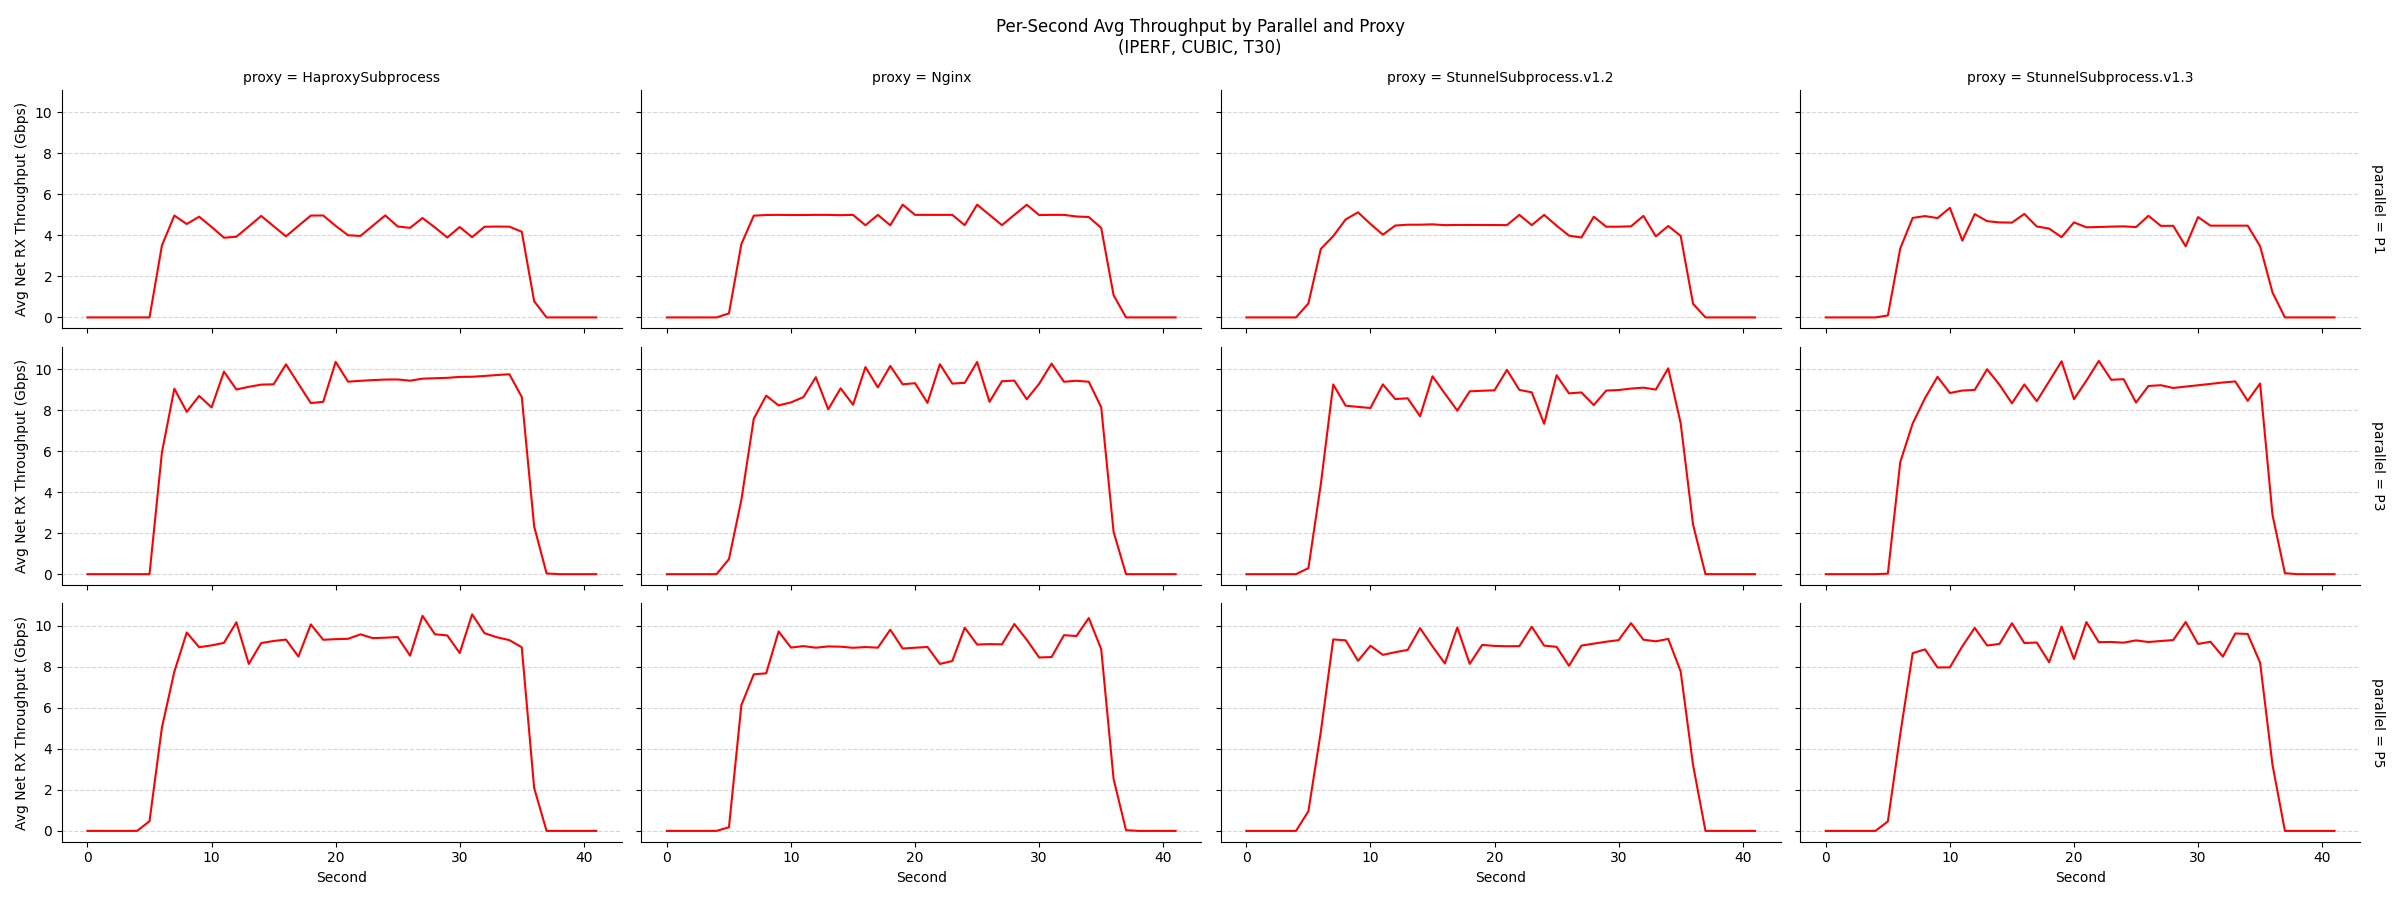 Per-Second Avg Throughput by Parallel and Proxy
(IPERF, CUBIC, T30)
proxy = HaproxySubprocess
proxy = Nginx
proxy = StunnelSubprocess.v1.2
proxy = StunnelSubprocess.v1.3
Avg Net RX Throughput (Gbps)
10
8
6
4
2
0
parallel = P1
Avg Net RX Throughput (Gbps)
10
8
6
4
2
0
parallel = P3
Avg Net RX Throughput (Gbps)
10
8
6
4
2
0
parallel = P5
0 10 20 30 40
0 10 20 30 40
0 10 20 30 40
0 10 20 30 40
Second
Second
Second
Second